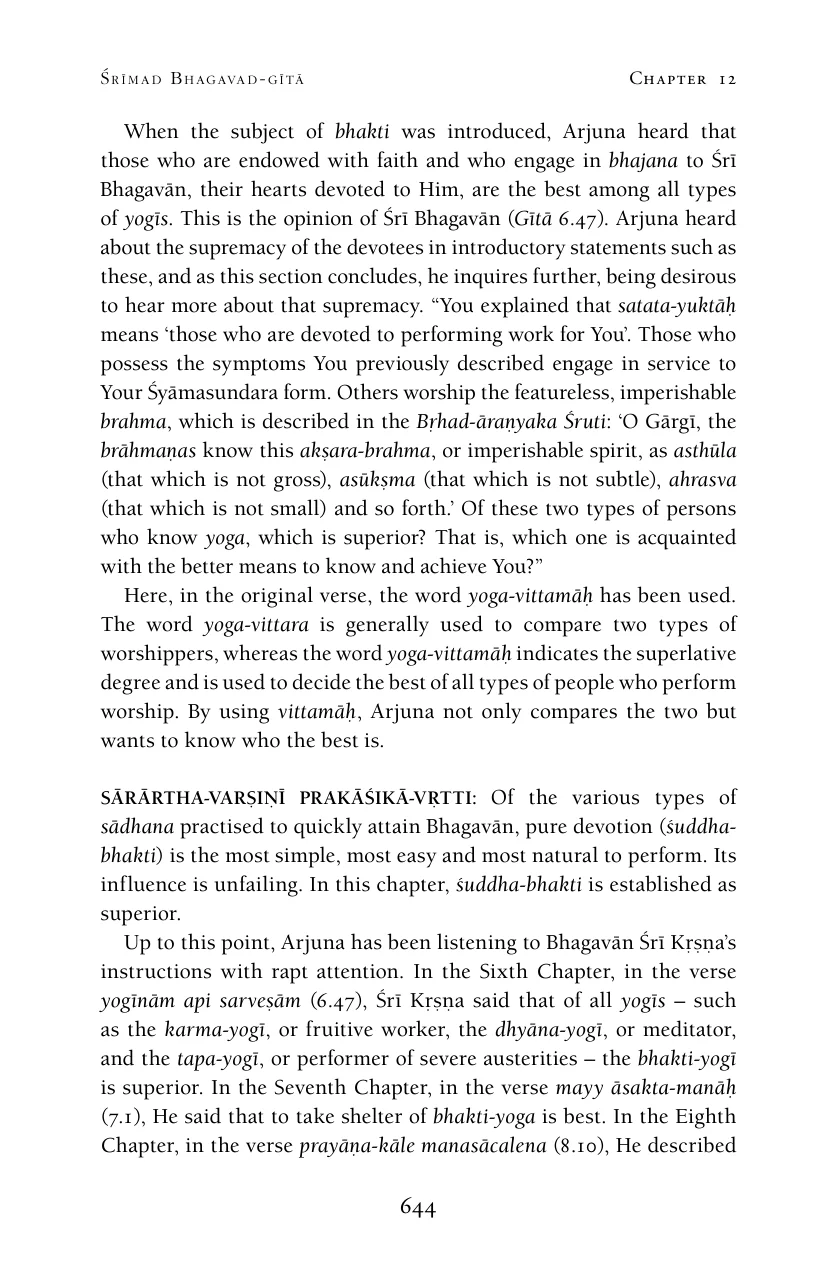 Śrīmad Bhagavad-gītā Chapter 12
When the subject of bhakti was introduced, Arjuna heard that
those who are endowed with faith and who engage in bhajana to Śrī
Bhagavān, their hearts devoted to Him, are the best among all types
of yogīs. This is the opinion of Śrī Bhagavān (Gītā 6.47). Arjuna heard
about the supremacy of the devotees in introductory statements such as
these, and as this section concludes, he inquires further, being desirous
to hear more about that supremacy. “You explained that satata-yuktāḥ
means ‘those who are devoted to performing work for You’. Those who
possess the symptoms You previously described engage in service to
Your Śyāmasundara form. Others worship the featureless, imperishable
brahma, which is described in the Bṛhad-āraṇyaka Śruti: ‘O Gārgī, the
brāhmaṇas know this akṣara-brahma, or imperishable spirit, as asthūla
(that which is not gross), asūkṣma (that which is not subtle), ahrasva
(that which is not small) and so forth.’ Of these two types of persons
who know yoga, which is superior? That is, which one is acquainted
with the better means to know and achieve You?”
Here, in the original verse, the word yoga-vittamāḥ has been used.
The word yoga-vittara is generally used to compare two types of
worshippers, whereas the word yoga-vittamāḥ indicates the superlative
degree and is used to decide the best of all types of people who perform
worship. By using vittamāḥ, Arjuna not only compares the two but
wants to know who the best is.
SĀRĀRTHA-VARṢIṆĪ PRAKĀŚIKĀ-VṚTTI: Of the various types of
sādhana practised to quickly attain Bhagavān, pure devotion (śuddha-
bhakti) is the most simple, most easy and most natural to perform. Its
influence is unfailing. In this chapter, śuddha-bhakti is established as
superior.
Up to this point, Arjuna has been listening to Bhagavān Śrī Kṛṣṇa’s
instructions with rapt attention. In the Sixth Chapter, in the verse
yogīnām api sarveṣām (6.47), Śrī Kṛṣṇa said that of all yogīs – such
as the karma-yogī, or fruitive worker, the dhyāna-yogī, or meditator,
and the tapa-yogī, or performer of severe austerities – the bhakti-yogī
is superior. In the Seventh Chapter, in the verse mayy āsakta-manāḥ
(7.1), He said that to take shelter of bhakti-yoga is best. In the Eighth
Chapter, in the verse prayāṇa-kāle manasācalena (8.10), He described
644